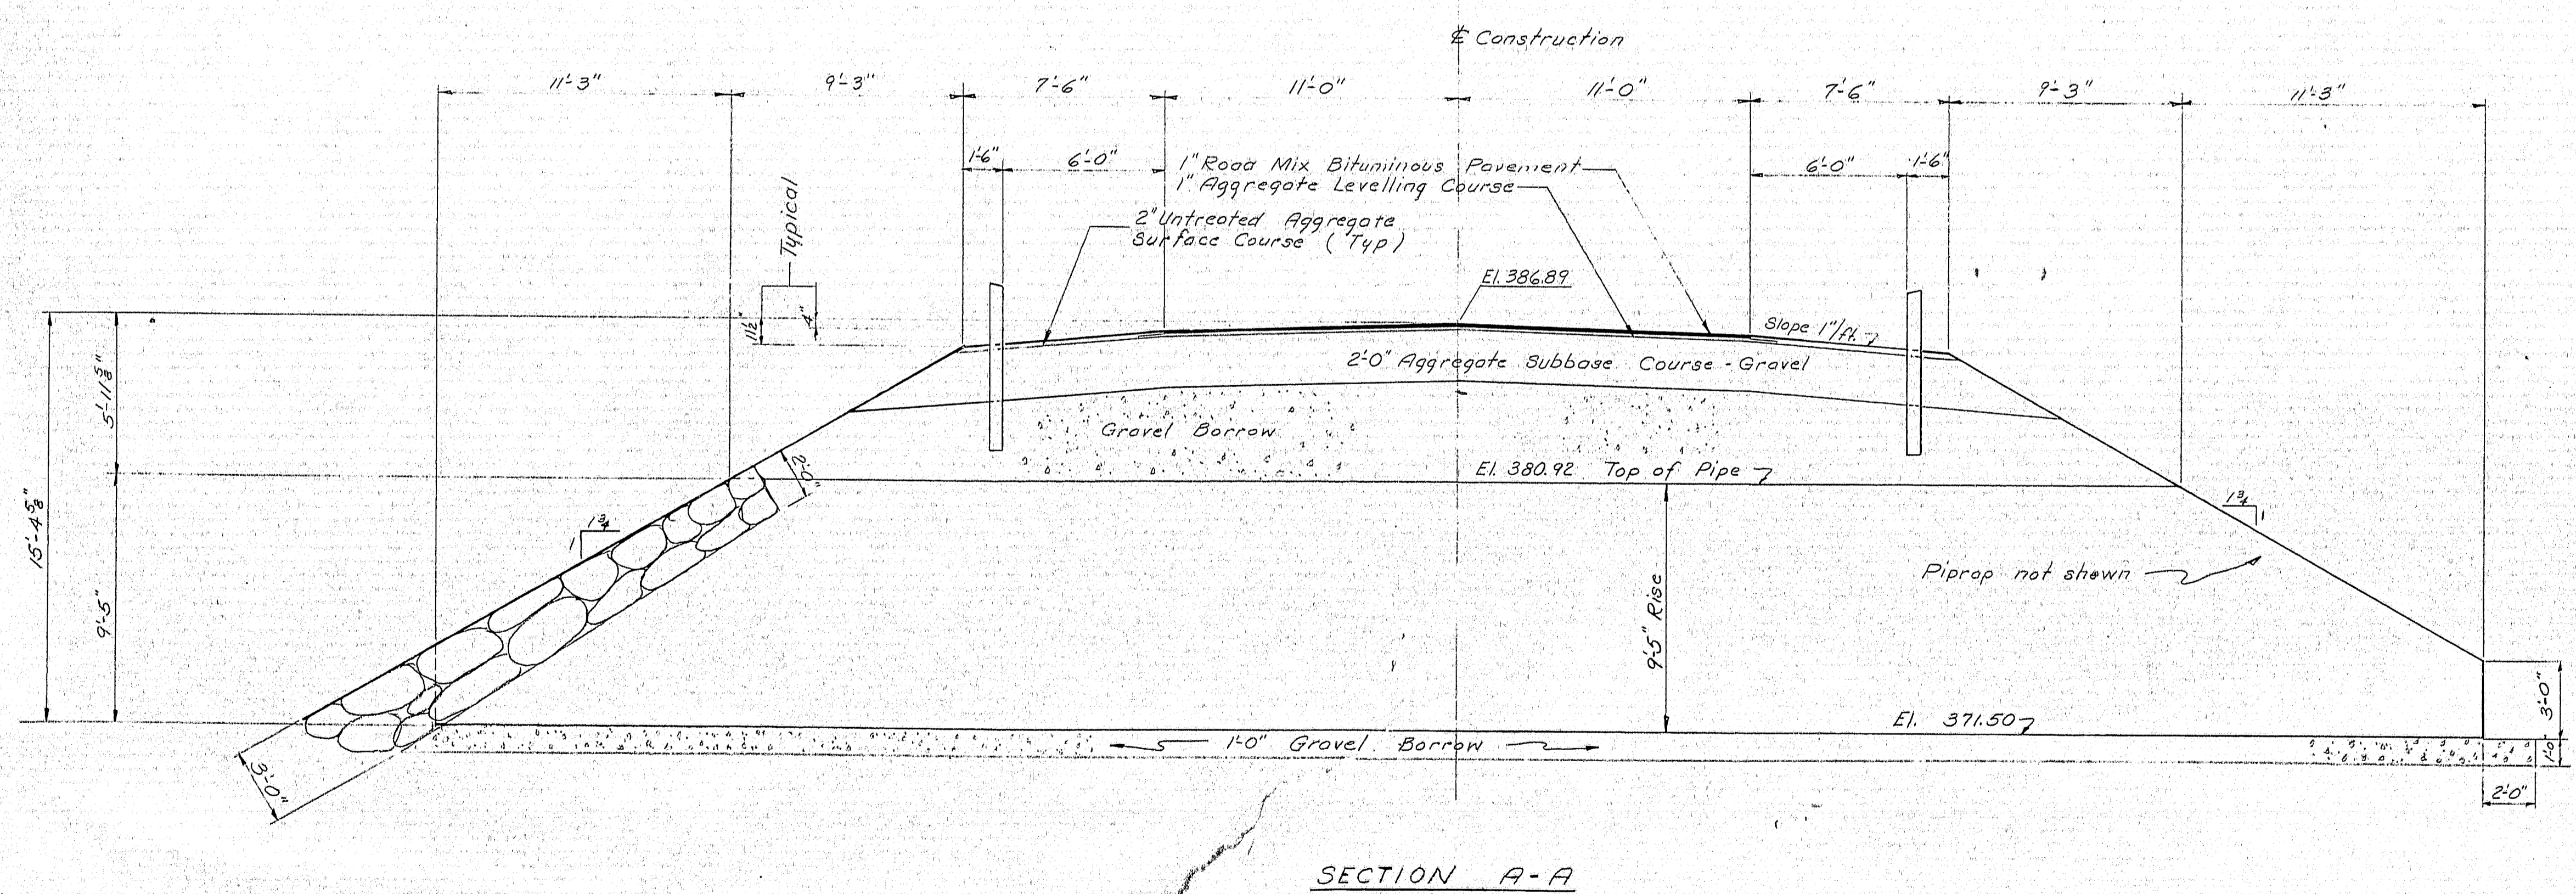 ℄ Construction
11'-3"
9'-3"
7'-6"
11'-0"
11'-0"
7'-6"
9'-3"
11'-3"
1'-6"
6'-0"
6'-0"
1'-6"
1" Road Mix Bituminous Pavement
1" Aggregate Levelling Course
2" Untreated Aggregate
Surface Course (Typ)
Typical
11½"
4"
El. 386.89
Slope 1"/ft.
2'-0" Aggregate Subbase Course - Gravel
Gravel Borrow
El. 380.92 Top of Pipe
5'-11⅝"
15'-4⅝"
9'-5"
2'-0"
1¾
1
1¾
1
Piprap not shown
9'-5" Rise
El. 371.50
3'-0"
1'-0"
2'-0"
1'-0" Gravel Borrow
3'-0"
SECTION A-A